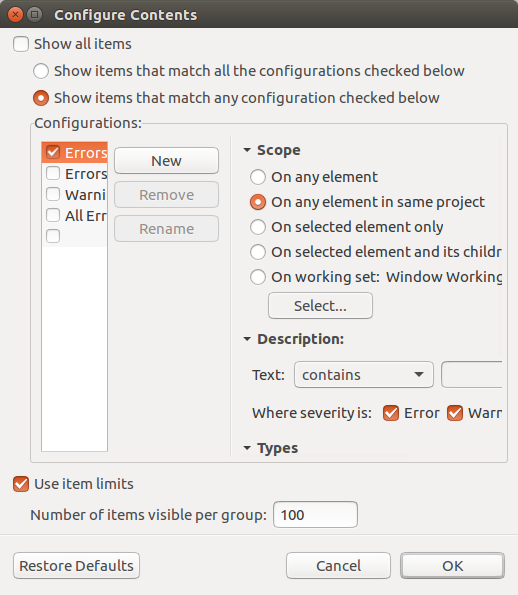 Configure Contents
Show all items
Show items that match all the configurations checked below
Show items that match any configuration checked below
Configurations:
Errors
Errors
Warni
All Err
New
Remove
Rename
Scope
On any element
On any element in same project
On selected element only
On selected element and its childr
On working set: Window Working
Select...
Description:
Text: contains
Where severity is: Error Warn
Types
Use item limits
Number of items visible per group: 100
Restore Defaults Cancel OK